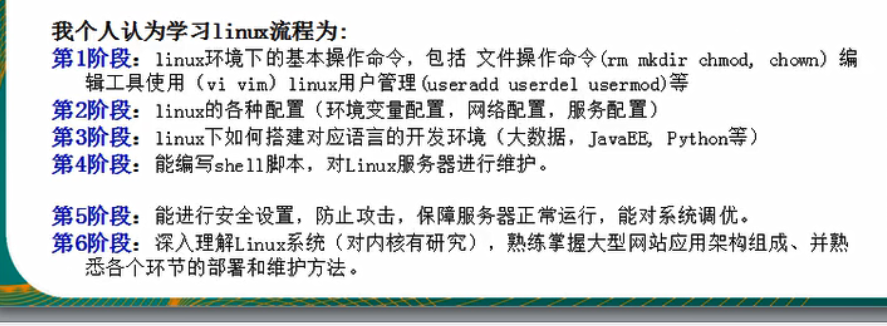 我个人认为学习linux流程为:
第1阶段：linux环境下的基本操作命令，包括 文件操作命令(rm mkdir chmod, chown) 编
辑工具使用（vi vim）linux用户管理(useradd userdel usermod)等
第2阶段：linux的各种配置（环境变量配置，网络配置，服务配置）
第3阶段：linux下如何搭建对应语言的开发环境（大数据，JavaEE, Python等）
第4阶段：能编写shell脚本，对Linux服务器进行维护。
第5阶段：能进行安全设置，防止攻击，保障服务器正常运行，能对系统调优。
第6阶段：深入理解Linux系统（对内核有研究），熟练掌握大型网站应用架构组成、并熟
悉各个环节的部署和维护方法。